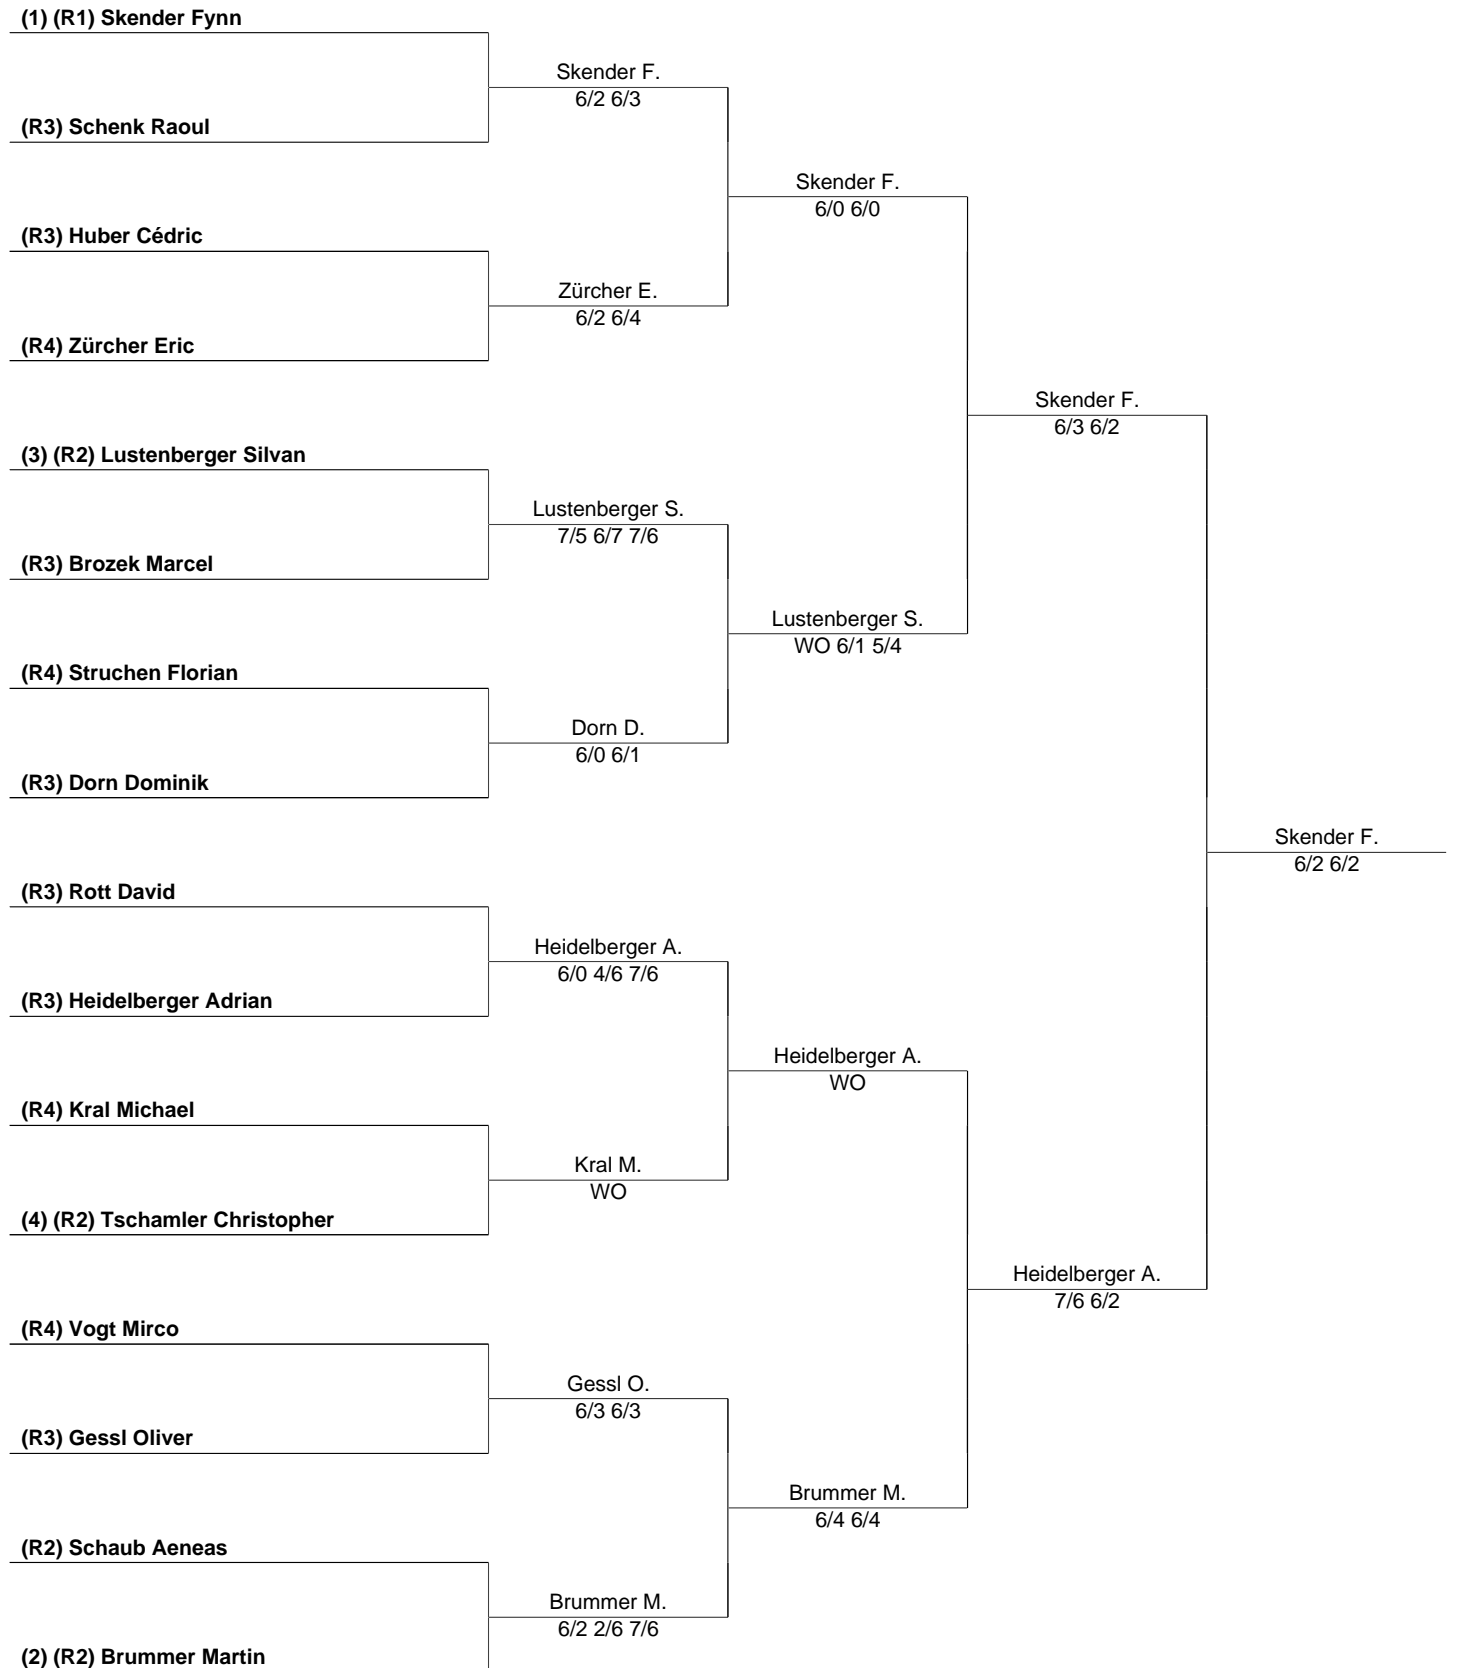 (1) (R1) Skender Fynn
Skender F.
6/2 6/3
(R3) Schenk Raoul
Skender F.
6/0 6/0
(R3) Huber Cédric
Zürcher E.
6/2 6/4
(R4) Zürcher Eric
Skender F.
6/3 6/2
(3) (R2) Lustenberger Silvan
Lustenberger S.
7/5 6/7 7/6
(R3) Brozek Marcel
Lustenberger S.
WO 6/1 5/4
(R4) Struchen Florian
Dorn D.
6/0 6/1
(R3) Dorn Dominik
Skender F.
6/2 6/2
(R3) Rott David
Heidelberger A.
6/0 4/6 7/6
(R3) Heidelberger Adrian
Heidelberger A.
WO
(R4) Kral Michael
Kral M.
WO
(4) (R2) Tschamler Christopher
Heidelberger A.
7/6 6/2
(R4) Vogt Mirco
Gessl O.
6/3 6/3
(R3) Gessl Oliver
Brummer M.
6/4 6/4
(R2) Schaub Aeneas
Brummer M.
6/2 2/6 7/6
(2) (R2) Brummer Martin